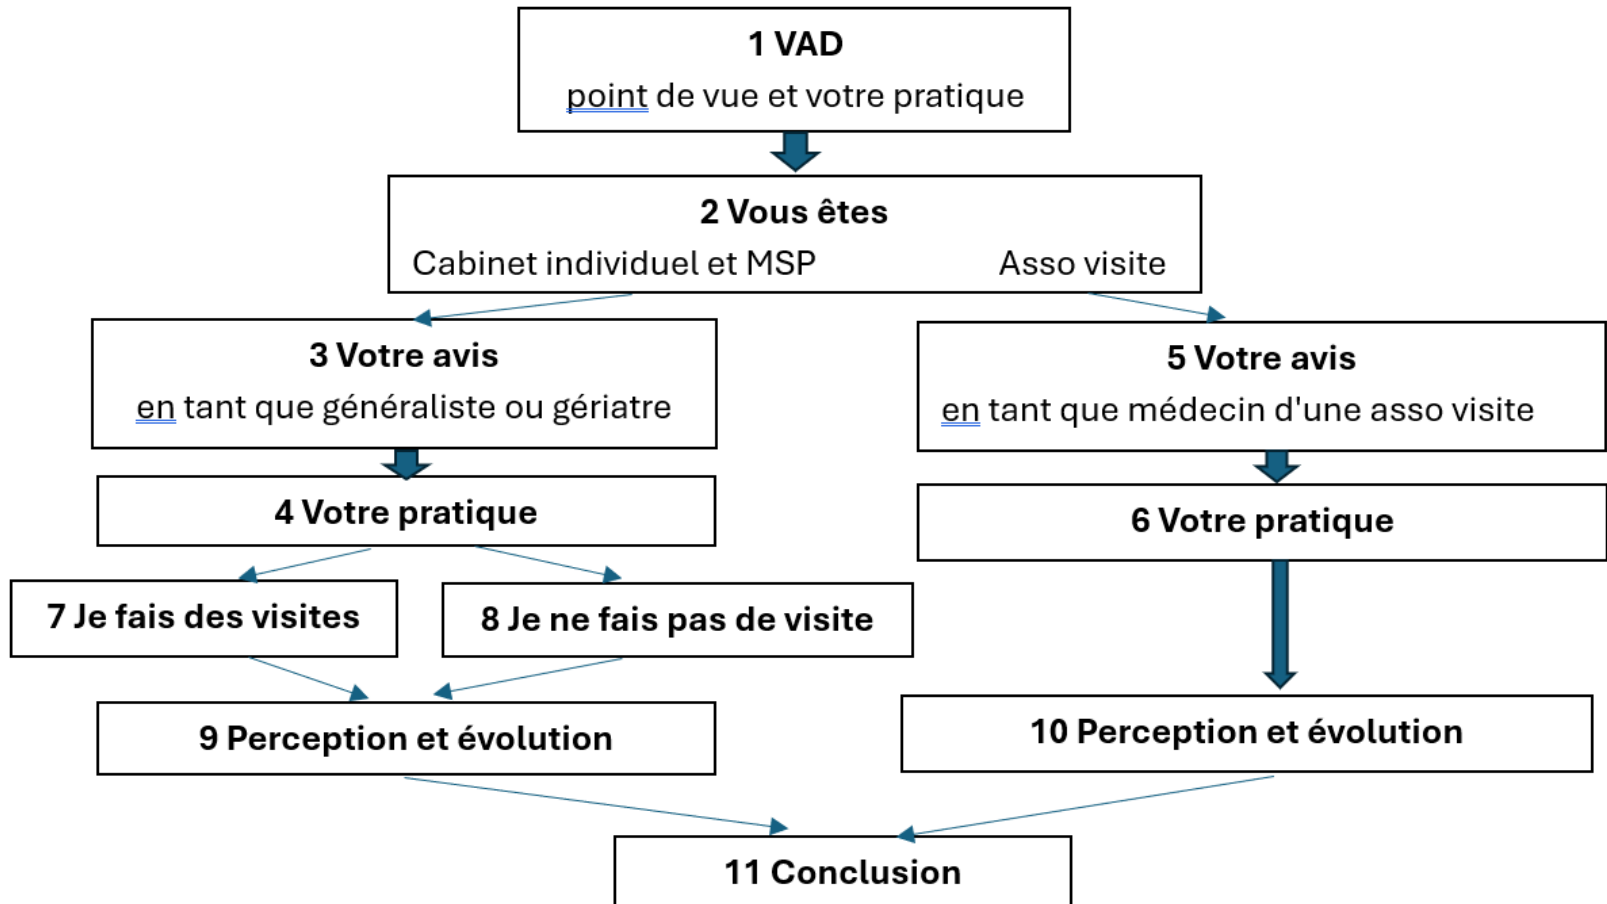 1 VAD
point de vue et votre pratique
2 Vous êtes
Cabinet individuel et MSP
Asso visite
3 Votre avis
en tant que généraliste ou gériatre
5 Votre avis
en tant que médecin d'une asso visite
4 Votre pratique
6 Votre pratique
7 Je fais des visites
8 Je ne fais pas de visite
9 Perception et évolution
10 Perception et évolution
11 Conclusion